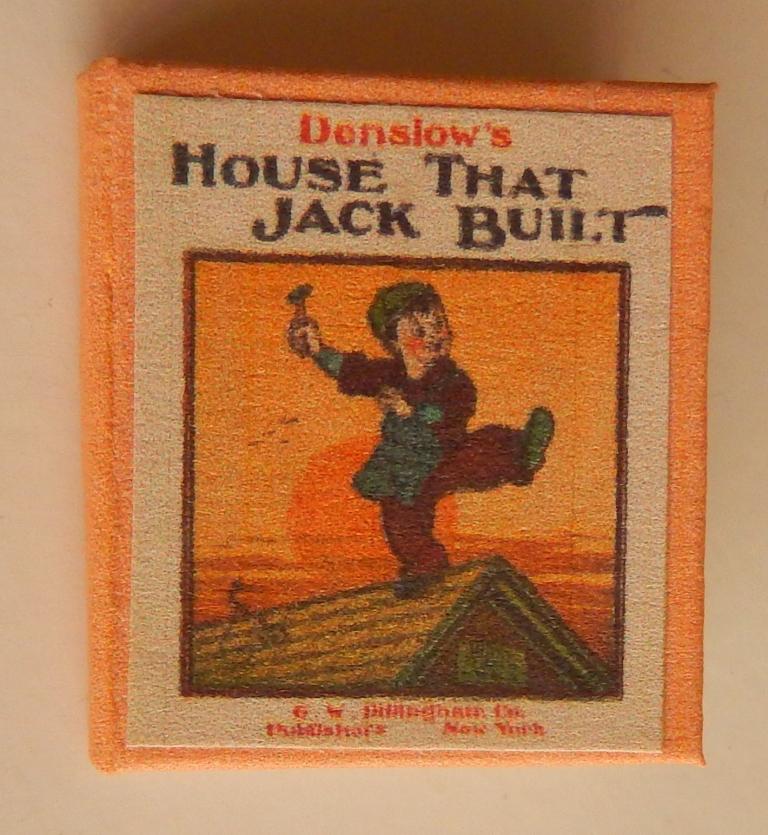 Denslow's
HOUSE THAT
JACK BUILT
G. W. Dillingham Co.
Publishers New York